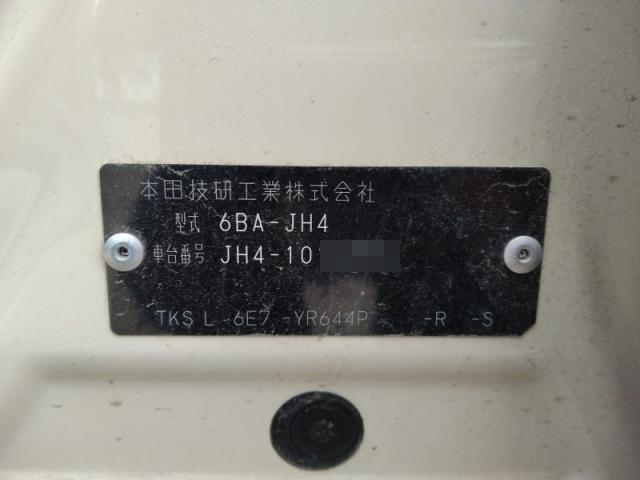 本田技研工業株式会社
型式 6BA-JH4
車台番号 JH4-10
TKS L -6E7 -YR644P -R -S